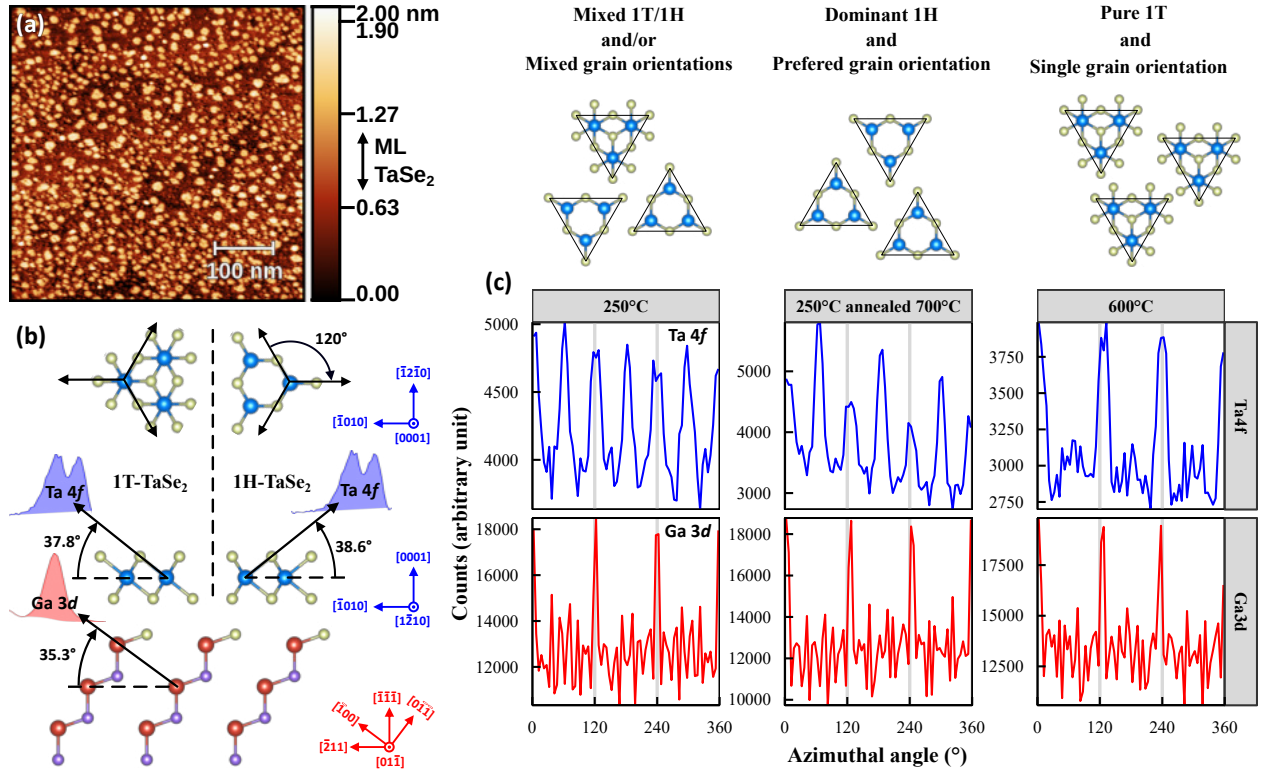 (a)
2.00 nm
1.90
1.27
ML
TaSe₂
0.63
0.00
100 nm
Mixed 1T/1H
and/or
Mixed grain orientations
Dominant 1H
and
Prefered grain orientation
Pure 1T
and
Single grain orientation
(b)
120°
[1̅21̅0]
[1̅010]
[0001]
1T-TaSe₂
1H-TaSe₂
Ta 4f
Ta 4f
37.8°
38.6°
[0001]
[1̅010]
[12̅10]
Ga 3d
35.3°
[1̅1̅1̅]
[1̅00]
[01̅1̅]
[2̅11]
[011̅]
(c)
250°C
250°C annealed 700°C
600°C
Counts (arbitrary unit)
5000
4500
4000
Ta 4f
5000
4000
3000
3750
3500
3250
3000
2750
Ta4f
18000
16000
14000
12000
Ga 3d
18000
16000
14000
12000
10000
17500
15000
12500
Ga3d
0 120 240 360
0 120 240 360
0 120 240 360
Azimuthal angle (°)